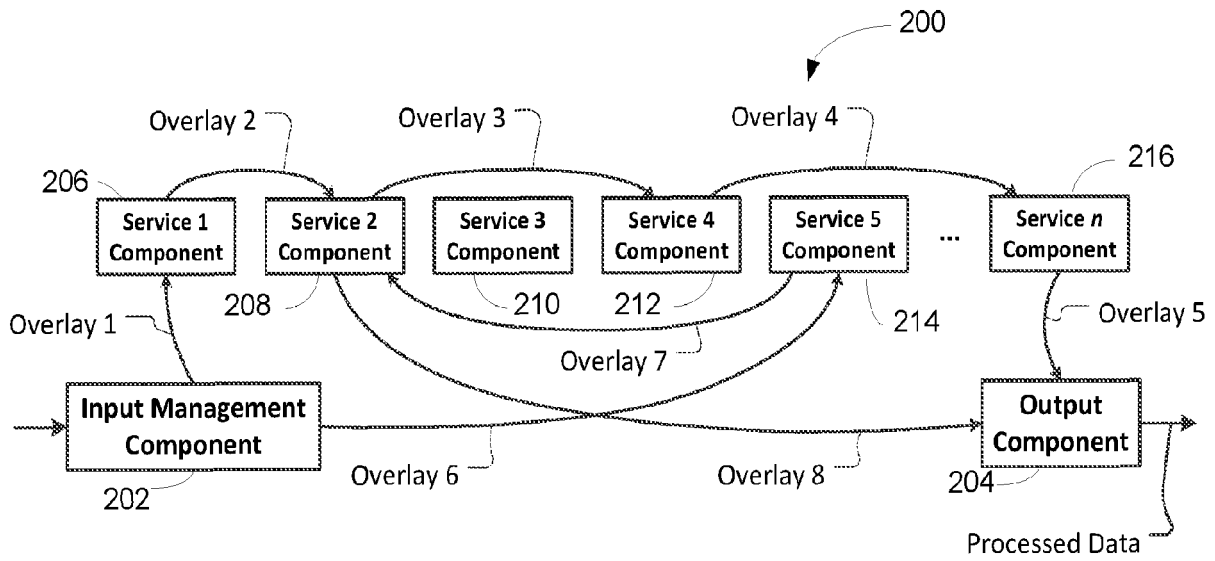 200
Overlay 2
Overlay 3
Overlay 4
206
216
Service 1
Component
Service 2
Component
Service 3
Component
Service 4
Component
Service 5
Component
...
Service n
Component
208
210
212
214
Overlay 1
Overlay 7
Overlay 5
Input Management
Component
Output
Component
202
Overlay 6
Overlay 8
204
Processed Data